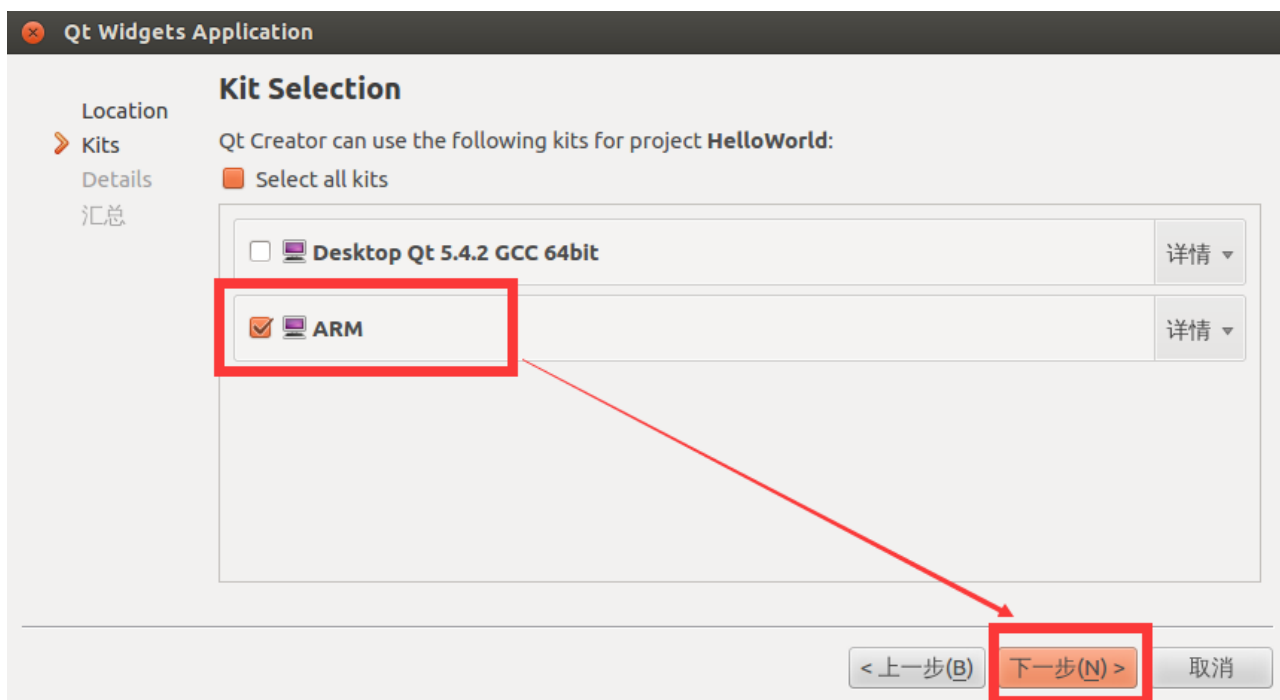 Qt Widgets Application
Location
Kits
Details
汇总
Kit Selection
Qt Creator can use the following kits for project HelloWorld:
Select all kits
Desktop Qt 5.4.2 GCC 64bit
详情
ARM
详情
< 上一步(B)
下一步(N) >
取消